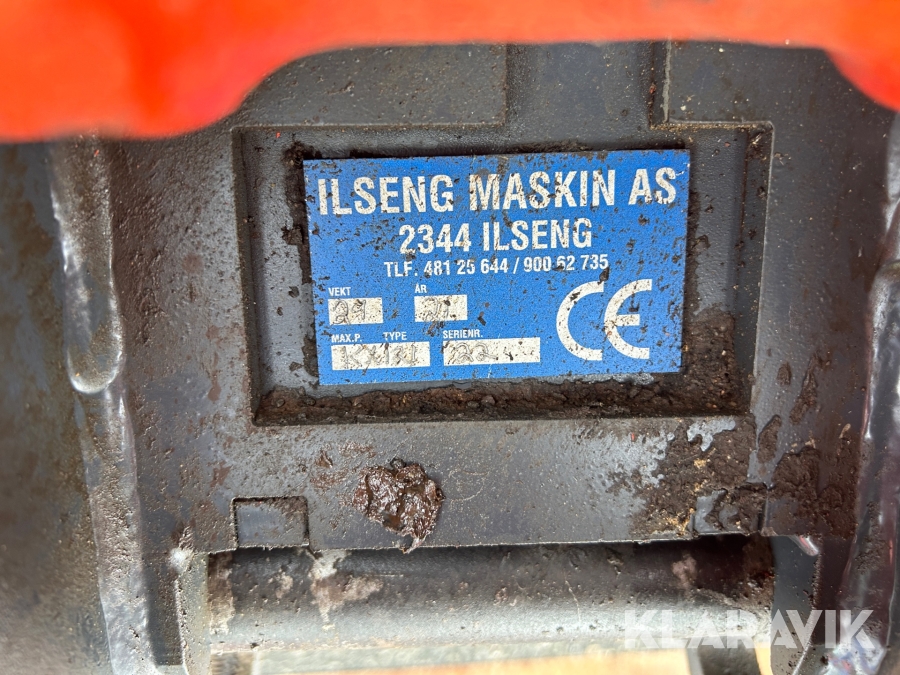 ILSENG MASKIN AS
2344 ILSENG
TLF. 481 25 644 / 900 62 735
VEKT ÅR
MAX.P. TYPE SERIENR.
CE
KLARAVIK